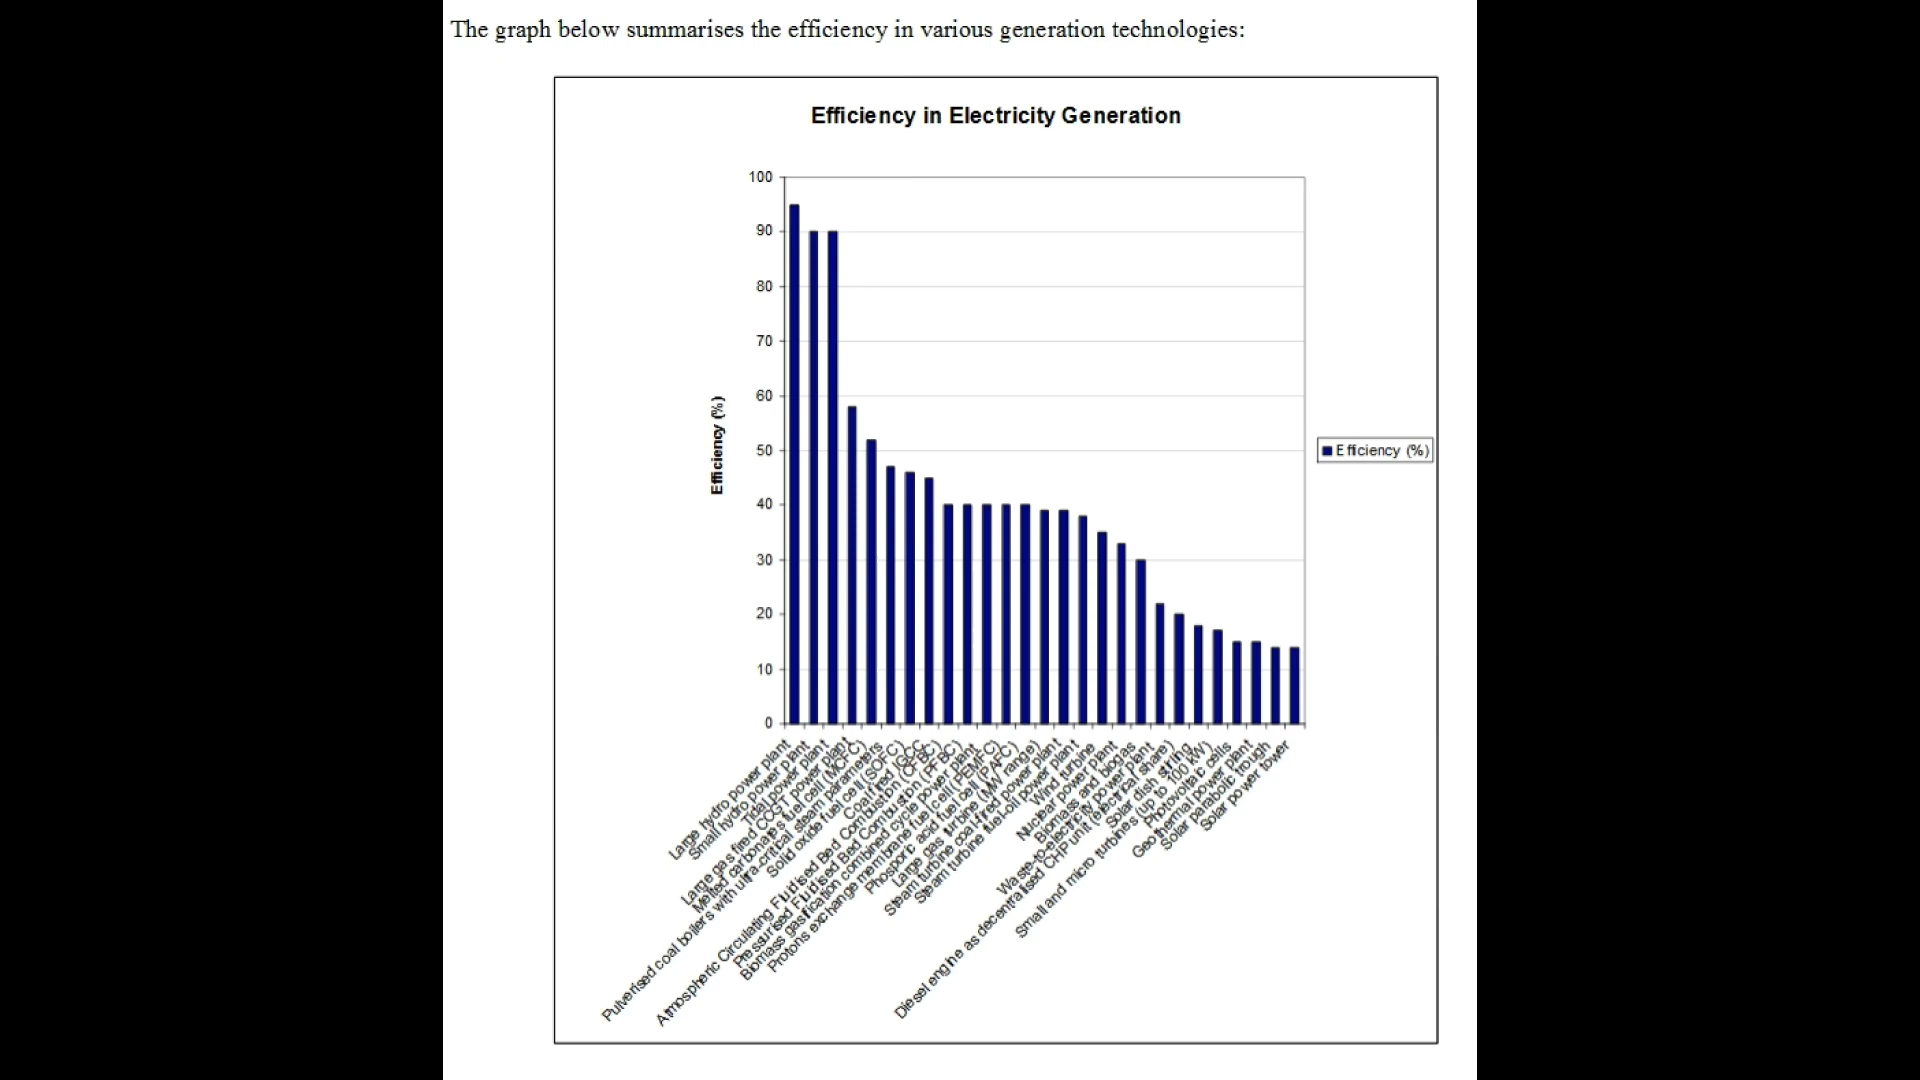 The graph below summarises the efficiency in various generation technologies:
Efficiency in Electricity Generation
100
90
80
70
60
50
40
30
20
10
0
Efficiency (%)
Efficiency (%)
Large hydro power plant
Small hydro power plant
Tidal power plant
Large gas fired CCGT power plant
Melted carbonates fuel cell (MCFC)
Pulverised coal boilers with ultra-critical steam parameters
Solid oxide fuel cell (SOFC)
Coal fired IGCC
Atmospheric Circulating Fluidised Bed Combustion (CFBC)
Pressurised Fluidised Bed Combustion (PFBC)
Biomass gasification combined cycle power plant
Protons exchange membrane fuel cell (PEMFC)
Phosporic acid fuel cell (PAFC)
Large gas turbine (MW range)
Steam turbine coal-fired power plant
Steam turbine fuel-oil power plant
Wind turbine
Nuclear power plant
Biomass and biogas
Waste-to-electricity power plant
Diesel engine as decentralised CHP unit (electrical share)
Solar dish stirling
Small and micro turbines (up to 100 kW)
Photovoltaic cells
Geothermal power plant
Solar parabolic trough
Solar power tower